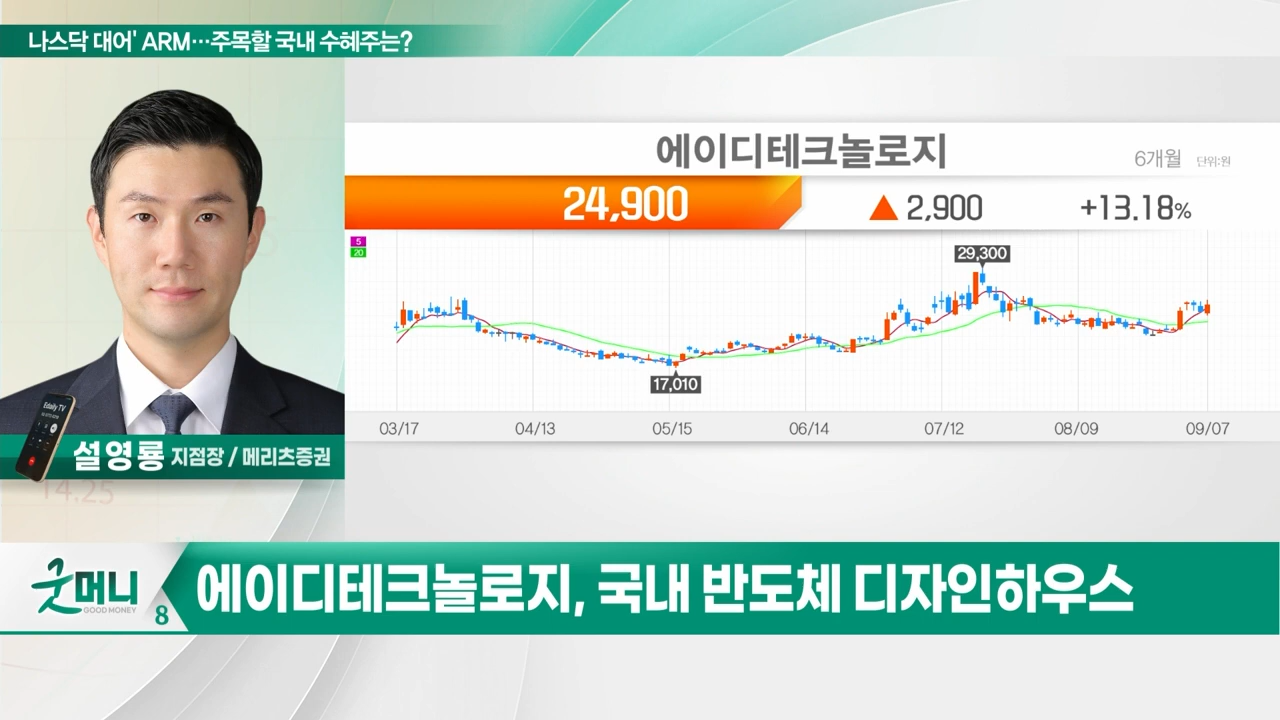 나스닥 대어' ARM…주목할 국내 수혜주는?
에이디테크놀로지
6개월 단위:원
24,900 ▲ 2,900 +13.18%
5
20
29,300
17,010
03/17 04/13 05/15 06/14 07/12 08/09 09/07
Edaily TV
설영룡 지점장 / 메리츠증권
14.25
굿머니
GOOD MONEY
8
에이디테크놀로지, 국내 반도체 디자인하우스